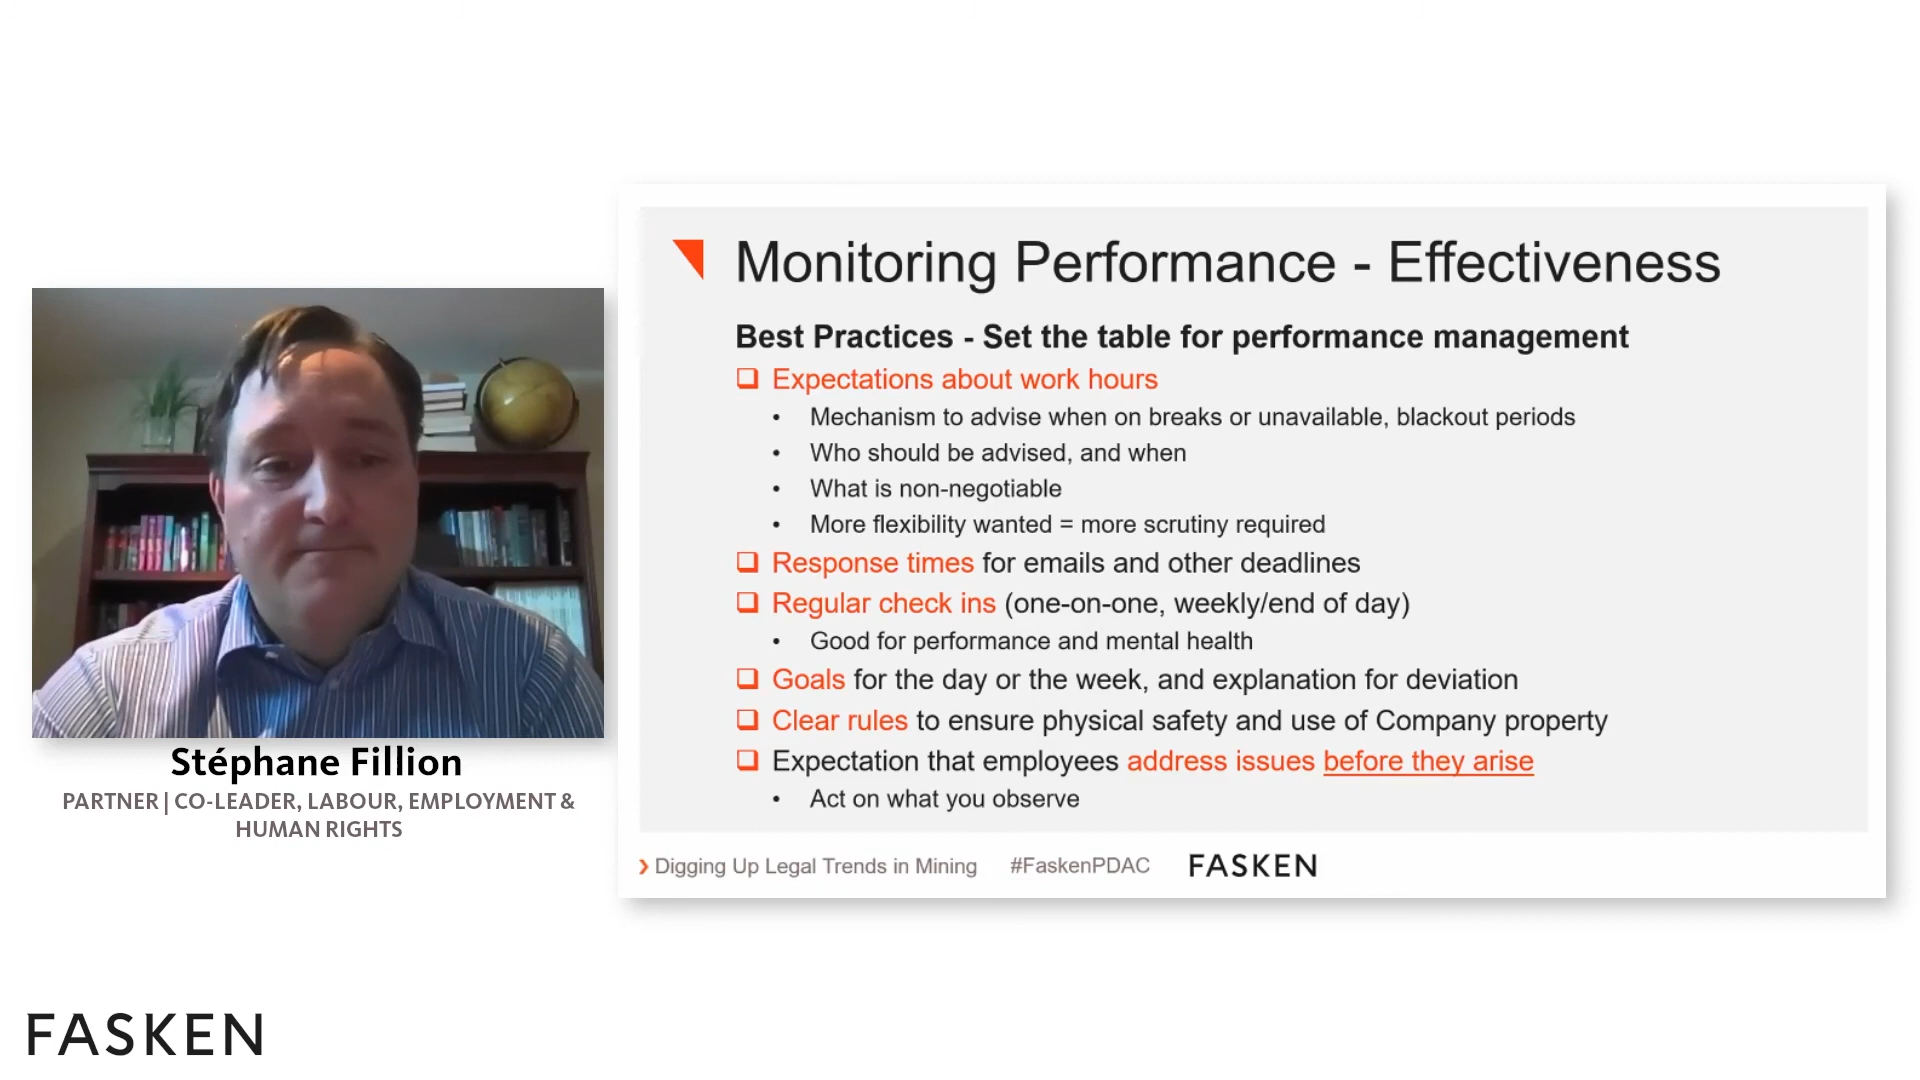 Monitoring Performance - Effectiveness
Best Practices - Set the table for performance management
Expectations about work hours
• Mechanism to advise when on breaks or unavailable, blackout periods
• Who should be advised, and when
• What is non-negotiable
• More flexibility wanted = more scrutiny required
Response times for emails and other deadlines
Regular check ins (one-on-one, weekly/end of day)
• Good for performance and mental health
Goals for the day or the week, and explanation for deviation
Clear rules to ensure physical safety and use of Company property
Expectation that employees address issues before they arise
• Act on what you observe
Digging Up Legal Trends in Mining #FaskenPDAC FASKEN
Stéphane Fillion
PARTNER | CO-LEADER, LABOUR, EMPLOYMENT &
HUMAN RIGHTS
FASKEN